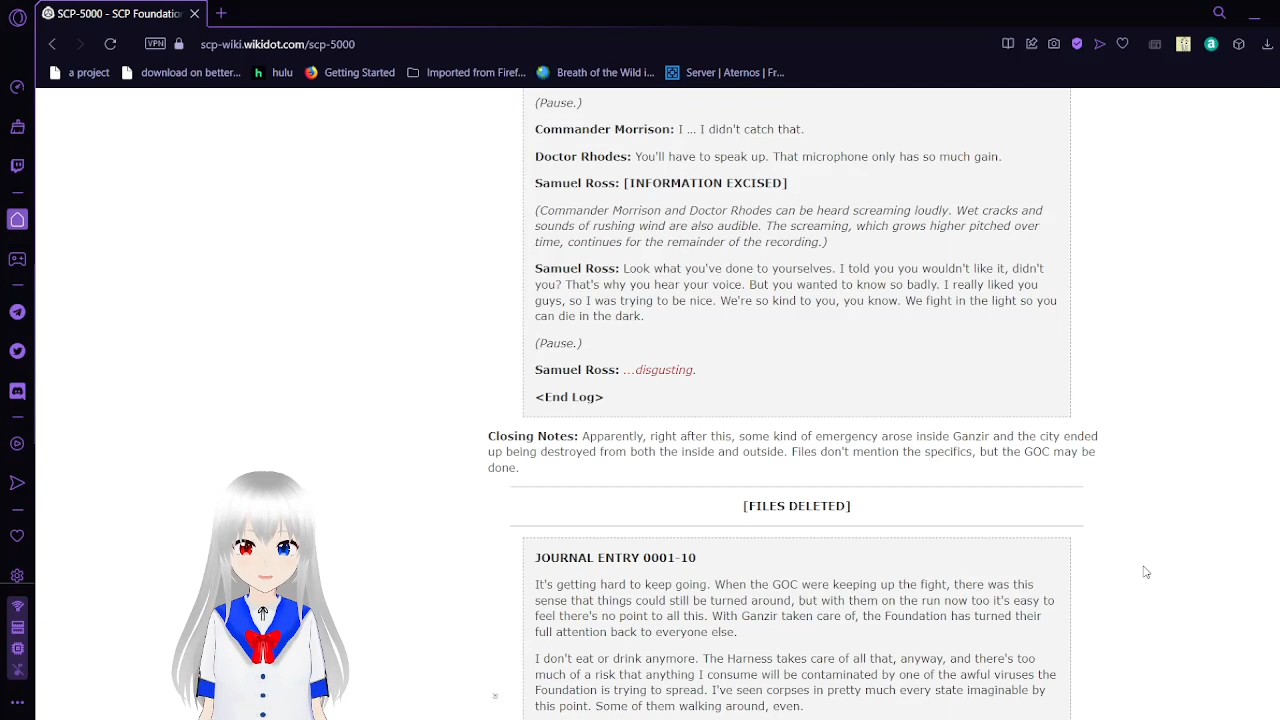 SCP-5000 - SCP Foundatio
VPN
scp-wiki.wikidot.com/scp-5000
a project
download on better...
hulu
Getting Started
Imported from Firef...
Breath of the Wild i...
Server | Aternos | Fr...
(Pause.)
Commander Morrison: I … I didn't catch that.
Doctor Rhodes: You'll have to speak up. That microphone only has so much gain.
Samuel Ross: [INFORMATION EXCISED]
(Commander Morrison and Doctor Rhodes can be heard screaming loudly. Wet cracks and
sounds of rushing wind are also audible. The screaming, which grows higher pitched over
time, continues for the remainder of the recording.)
Samuel Ross: Look what you've done to yourselves. I told you you wouldn't like it, didn't
you? That's why you hear your voice. But you wanted to know so badly. I really liked you
guys, so I was trying to be nice. We're so kind to you, you know. We fight in the light so you
can die in the dark.
(Pause.)
Samuel Ross: …disgusting.
<End Log>
Closing Notes: Apparently, right after this, some kind of emergency arose inside Ganzir and the city ended
up being destroyed from both the inside and outside. Files don't mention the specifics, but the GOC may be
done.
[FILES DELETED]
JOURNAL ENTRY 0001-10
It's getting hard to keep going. When the GOC were keeping up the fight, there was this
sense that things could still be turned around, but with them on the run now too it's easy to
feel there's no point to all this. With Ganzir taken care of, the Foundation has turned their
full attention back to everyone else.
I don't eat or drink anymore. The Harness takes care of all that, anyway, and there's too
much of a risk that anything I consume will be contaminated by one of the awful viruses the
Foundation is trying to spread. I've seen corpses in pretty much every state imaginable by
this point. Some of them walking around, even.